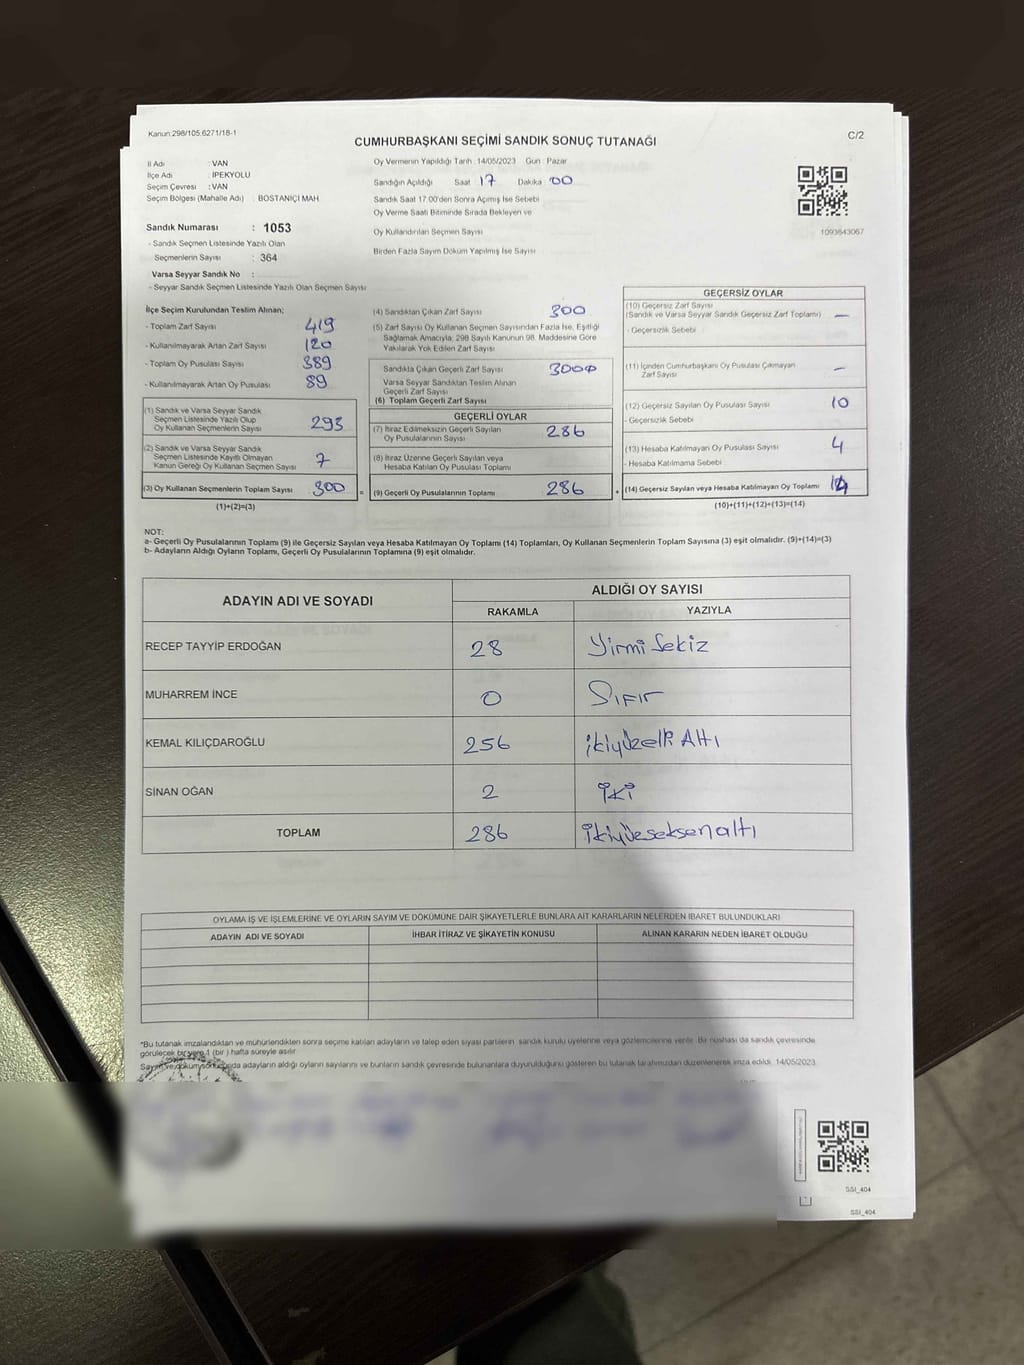 Kanun:298/105,6271/18-1
C/2
CUMHURBAŞKANI SEÇİMİ SANDIK SONUÇ TUTANAĞI
İl Adı : VAN
İlçe Adı : İPEKYOLU
Seçim Çevresi : VAN
Seçim Bölgesi (Mahalle Adı) : BOSTANİÇİ MAH
Sandık Numarası : 1053
- Sandık Seçmen Listesinde Yazılı Olan
Seçmenlerin Sayısı : 364
Varsa Seyyar Sandık No :
- Seyyar Sandık Seçmen Listesinde Yazılı Olan Seçmen Sayısı
Oy Vermenin Yapıldığı Tarih : 14/05/2023 Gün : Pazar
Sandığın Açıldığı Saat 17 Dakika : 00
Sandık Saat 17:00'den Sonra Açılmış İse Sebebi
Oy Verme Saati Bitiminde Sırada Bekleyen ve
Oy Kullandırılan Seçmen Sayısı
Birden Fazla Sayım Döküm Yapılmış İse Sayısı
1093643067
İlçe Seçim Kurulundan Teslim Alınan;
- Toplam Zarf Sayısı 419
- Kullanılmayarak Artan Zarf Sayısı 120
- Toplam Oy Pusulası Sayısı 389
- Kullanılmayarak Artan Oy Pusulası 89
(1) Sandık ve Varsa Seyyar Sandık
Seçmen Listesinde Yazılı Olup
Oy Kullanan Seçmenlerin Sayısı 293
(2) Sandık ve Varsa Seyyar Sandık
Seçmen Listesinde Kayıtlı Olmayan
Kanun Gereği Oy Kullanan Seçmen Sayısı 7
(3) Oy Kullanan Seçmenlerin Toplam Sayısı 300
(1)+(2)=(3)
=
(4) Sandıktan Çıkan Zarf Sayısı 300
(5) Zarf Sayısı Oy Kullanan Seçmen Sayısından Fazla İse, Eşitliği
Sağlamak Amacıyla, 298 Sayılı Kanunun 98. Maddesine Göre
Yakılarak Yok Edilen Zarf Sayısı
Sandıkta Çıkan Geçerli Zarf Sayısı 300
Varsa Seyyar Sandıktan Teslim Alınan
Geçerli Zarf Sayısı
(6) Toplam Geçerli Zarf Sayısı
GEÇERLİ OYLAR
(7) İtiraz Edilmeksizin Geçerli Sayılan
Oy Pusulalarının Sayısı 286
(8) İtiraz Üzerine Geçerli Sayılan veya
Hesaba Katılan Oy Pusulası Toplamı
(9) Geçerli Oy Pusulalarının Toplamı 286
+
GEÇERSİZ OYLAR
(10) Geçersiz Zarf Sayısı
(Sandık ve Varsa Seyyar Sandık Geçersiz Zarf Toplamı) —
- Geçersizlik Sebebi
(11) İçinden Cumhurbaşkanı Oy Pusulası Çıkmayan
Zarf Sayısı —
(12) Geçersiz Sayılan Oy Pusulası Sayısı 10
- Geçersizlik Sebebi
(13) Hesaba Katılmayan Oy Pusulası Sayısı 4
- Hesaba Katılmama Sebebi
(14) Geçersiz Sayılan veya Hesaba Katılmayan Oy Toplamı 14
(10)+(11)+(12)+(13)=(14)
NOT:
a- Geçerli Oy Pusulalarının Toplamı (9) ile Geçersiz Sayılan veya Hesaba Katılmayan Oy Toplamı (14) Toplamları, Oy Kullanan Seçmenlerin Toplam Sayısına (3) eşit olmalıdır. (9)+(14)=(3)
b- Adayların Aldığı Oyların Toplamı, Geçerli Oy Pusulalarının Toplamına (9) eşit olmalıdır.
ADAYIN ADI VE SOYADI
ALDIĞI OY SAYISI
RAKAMLA YAZIYLA
RECEP TAYYİP ERDOĞAN 28 Yirmi Sekiz
MUHARREM İNCE 0 Sıfır
KEMAL KILIÇDAROĞLU 256 ikiyüzelli Altı
SİNAN OĞAN 2 iki
TOPLAM 286 ikiyüzseksenaltı
OYLAMA İŞ VE İŞLEMLERİNE VE OYLARIN SAYIM VE DÖKÜMÜNE DAİR ŞİKAYETLERLE BUNLARA AİT KARARLARIN NELERDEN İBARET BULUNDUKLARI
ADAYIN ADI VE SOYADI İHBAR İTİRAZ VE ŞİKAYETİN KONUSU ALINAN KARARIN NEDEN İBARET OLDUĞU
*Bu tutanak imzalandıktan ve mühürlendikten sonra seçime katılan adayların ve talep eden siyasi partilerin sandık kurulu üyelerine veya gözlemcilerine verilir. Bir nüshası da sandık çevresinde
görülecek bir yere 1 (bir ) hafta süreyle asılır.
Sayım ve döküm sonucunda adayların aldığı oyların sayılarını ve bunların sandık çevresinde bulunanlara duyurulduğunu gösteren bu tutanak tarafımızdan düzenlenerek imza edildi. 14/05/2023
SSI_404
SSI_404